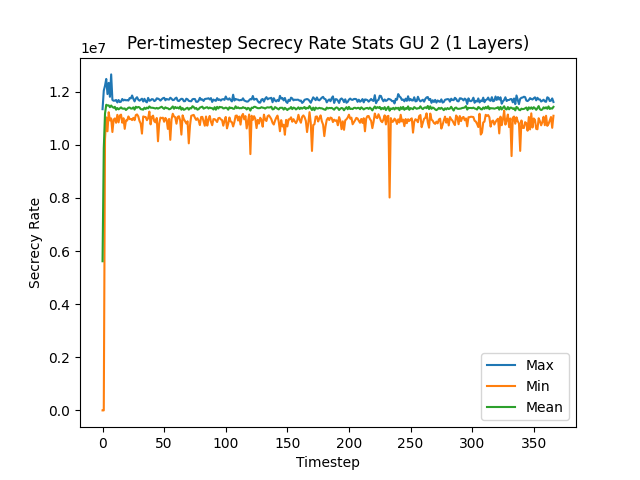 Per-timestep Secrecy Rate Stats GU 2 (1 Layers)
1e7
1.2
1.0
0.8
0.6
0.4
0.2
0.0
Secrecy Rate
0 50 100 150 200 250 300 350
Timestep
Max
Min
Mean